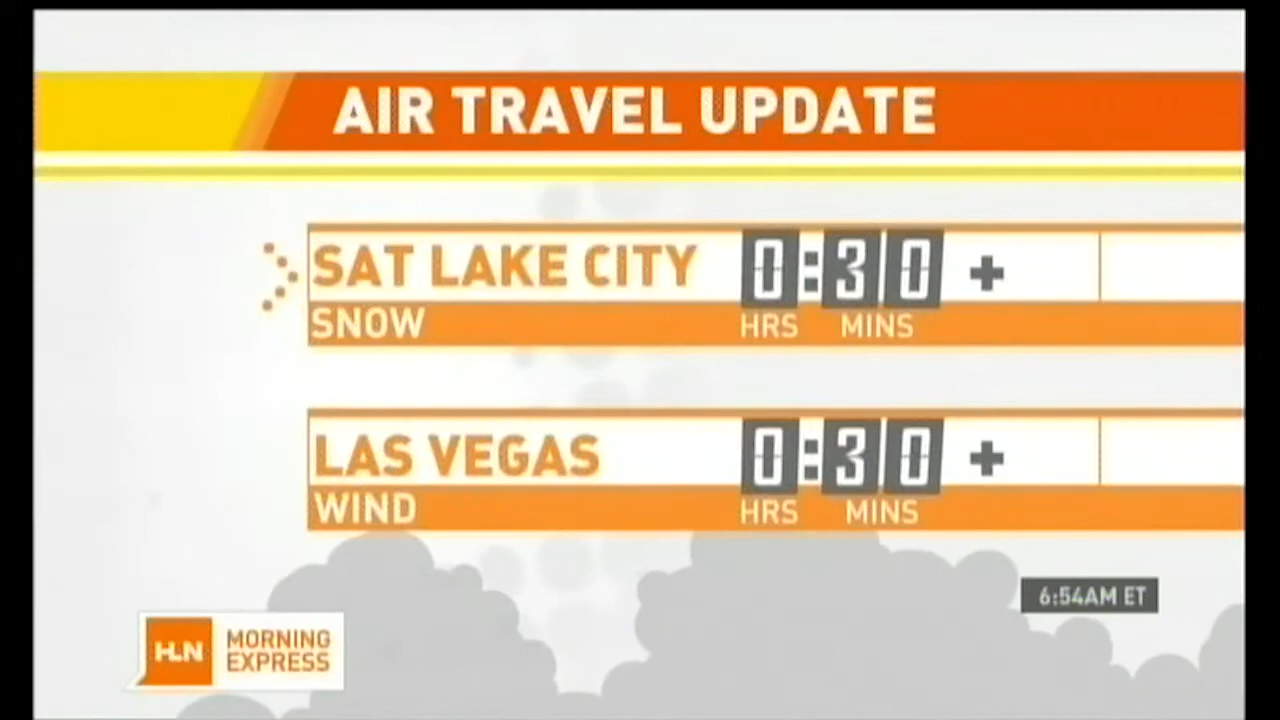 AIR TRAVEL UPDATE
SAT LAKE CITY 0:30 +
SNOW HRS MINS
LAS VEGAS 0:30 +
WIND HRS MINS
6:54AM ET
HLN MORNING
EXPRESS